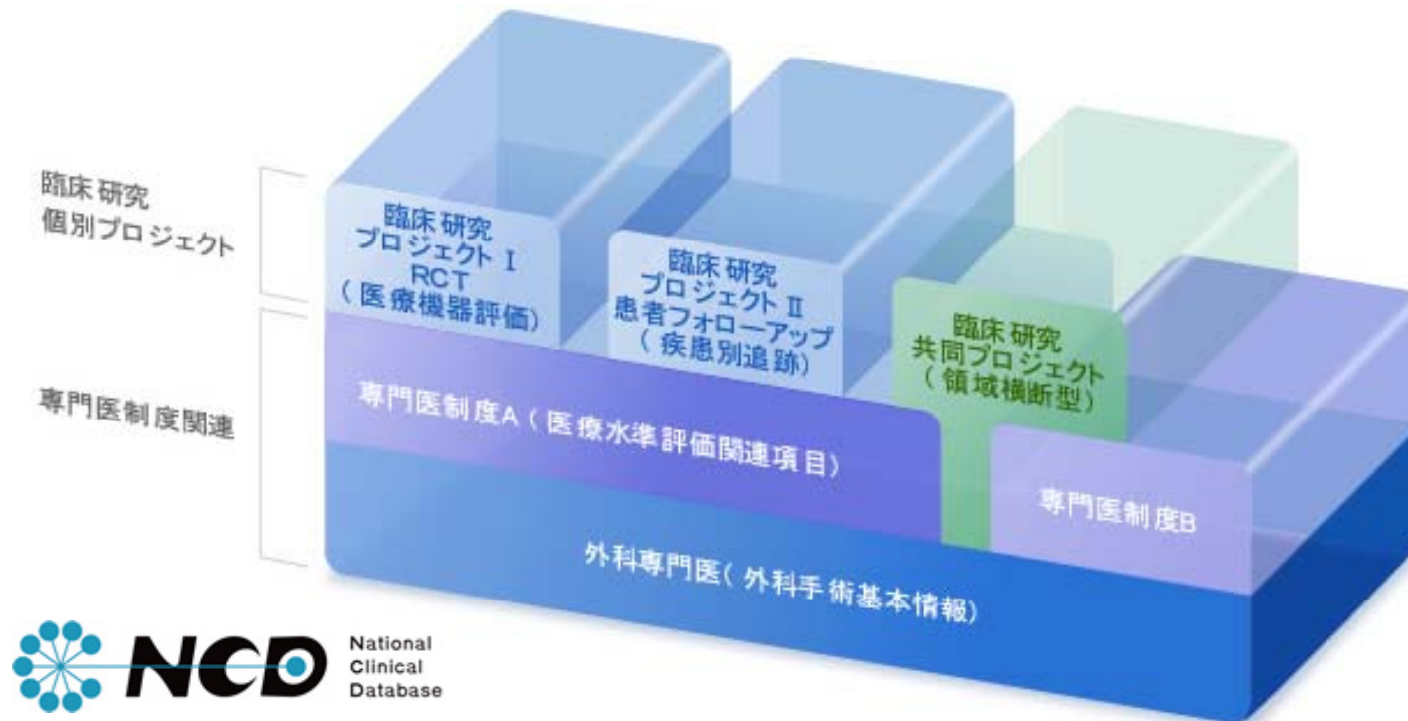 臨床研究
個別プロジェクト
専門医制度関連
臨床研究
プロジェクト Ⅰ
RCT
( 医療機器評価)
臨床研究
プロジェクト Ⅱ
患者フォローアップ
( 疾患別追跡)
臨床研究
共同プロジェクト
( 領域横断型)
専門医制度A ( 医療水準評価関連項目)
専門医制度B
外科専門医( 外科手術基本情報)
NCD
National
Clinical
Database